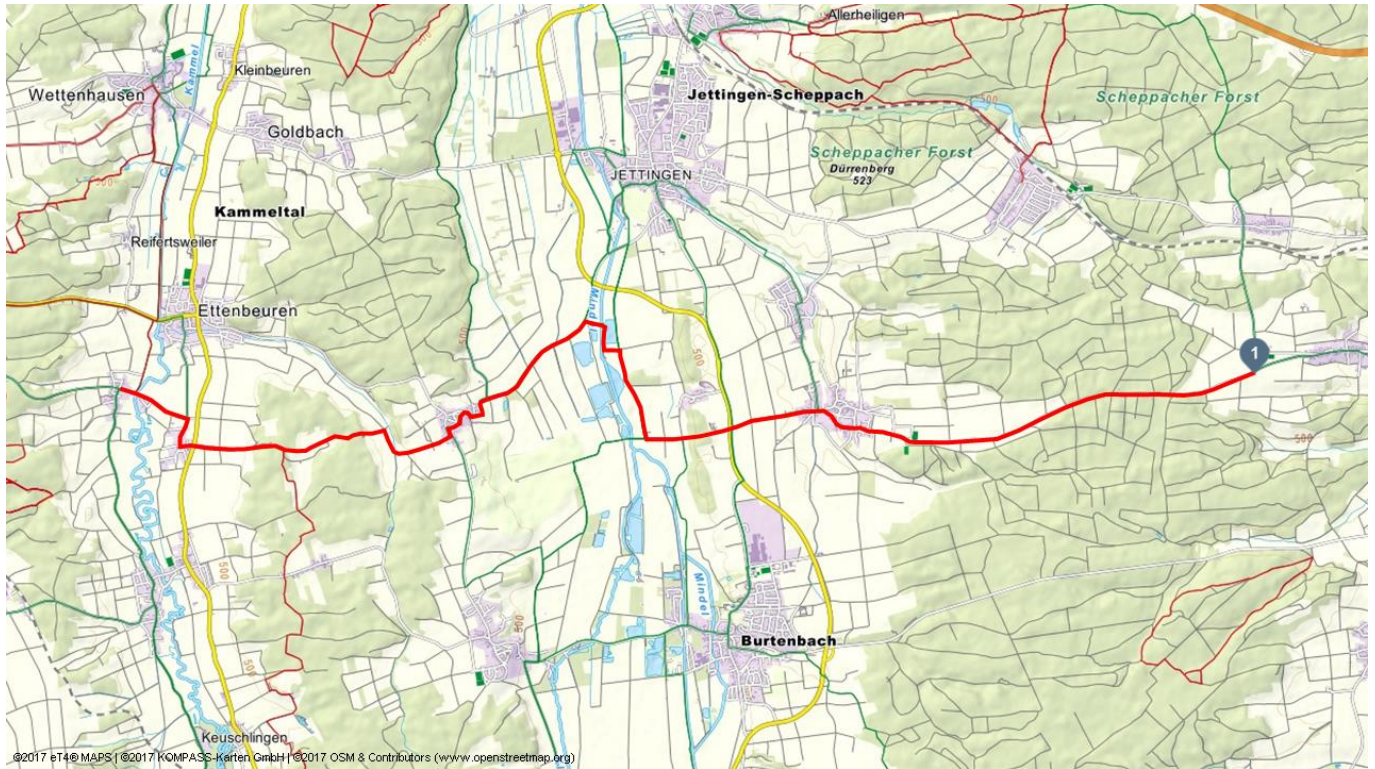 Allerheiligen
500
Kammel
Kleinbeuren
Wettenhausen
Jettingen-Scheppach
500
Scheppacher Forst
Goldbach
Scheppacher Forst
Dürrenberg
523
JETTINGEN
500
Kammeltal
Reifertsweiler
Ettenbeuren
Mind
500
500
1
500
500
Mindel
500
Burtenbach
Keuschlingen
©2017 eT4® MAPS | ©2017 KOMPASS-Karten GmbH | ©2017 OSM & Contributors (www.openstreetmap.org)